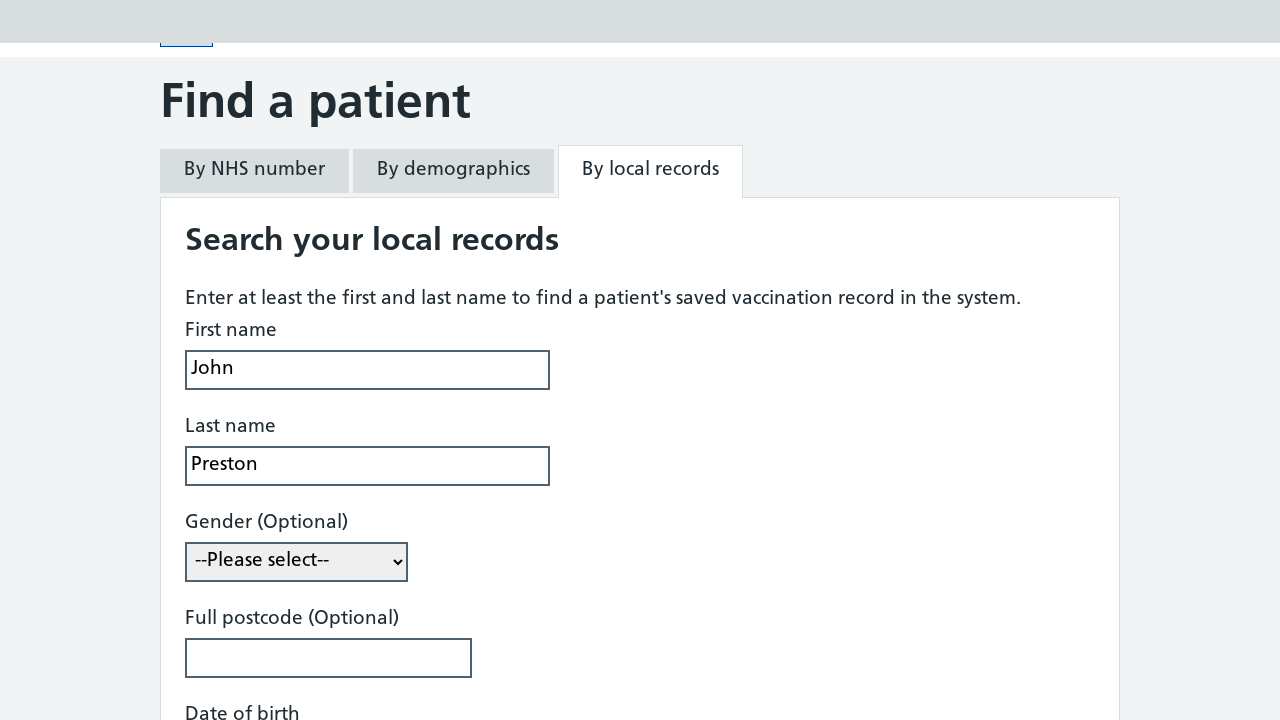 Find a patient
By NHS number
By demographics
By local records
Search your local records
Enter at least the first and last name to find a patient's saved vaccination record in the system.
First name
John
Last name
Preston
Gender (Optional)
--Please select--
Full postcode (Optional)
Date of birth